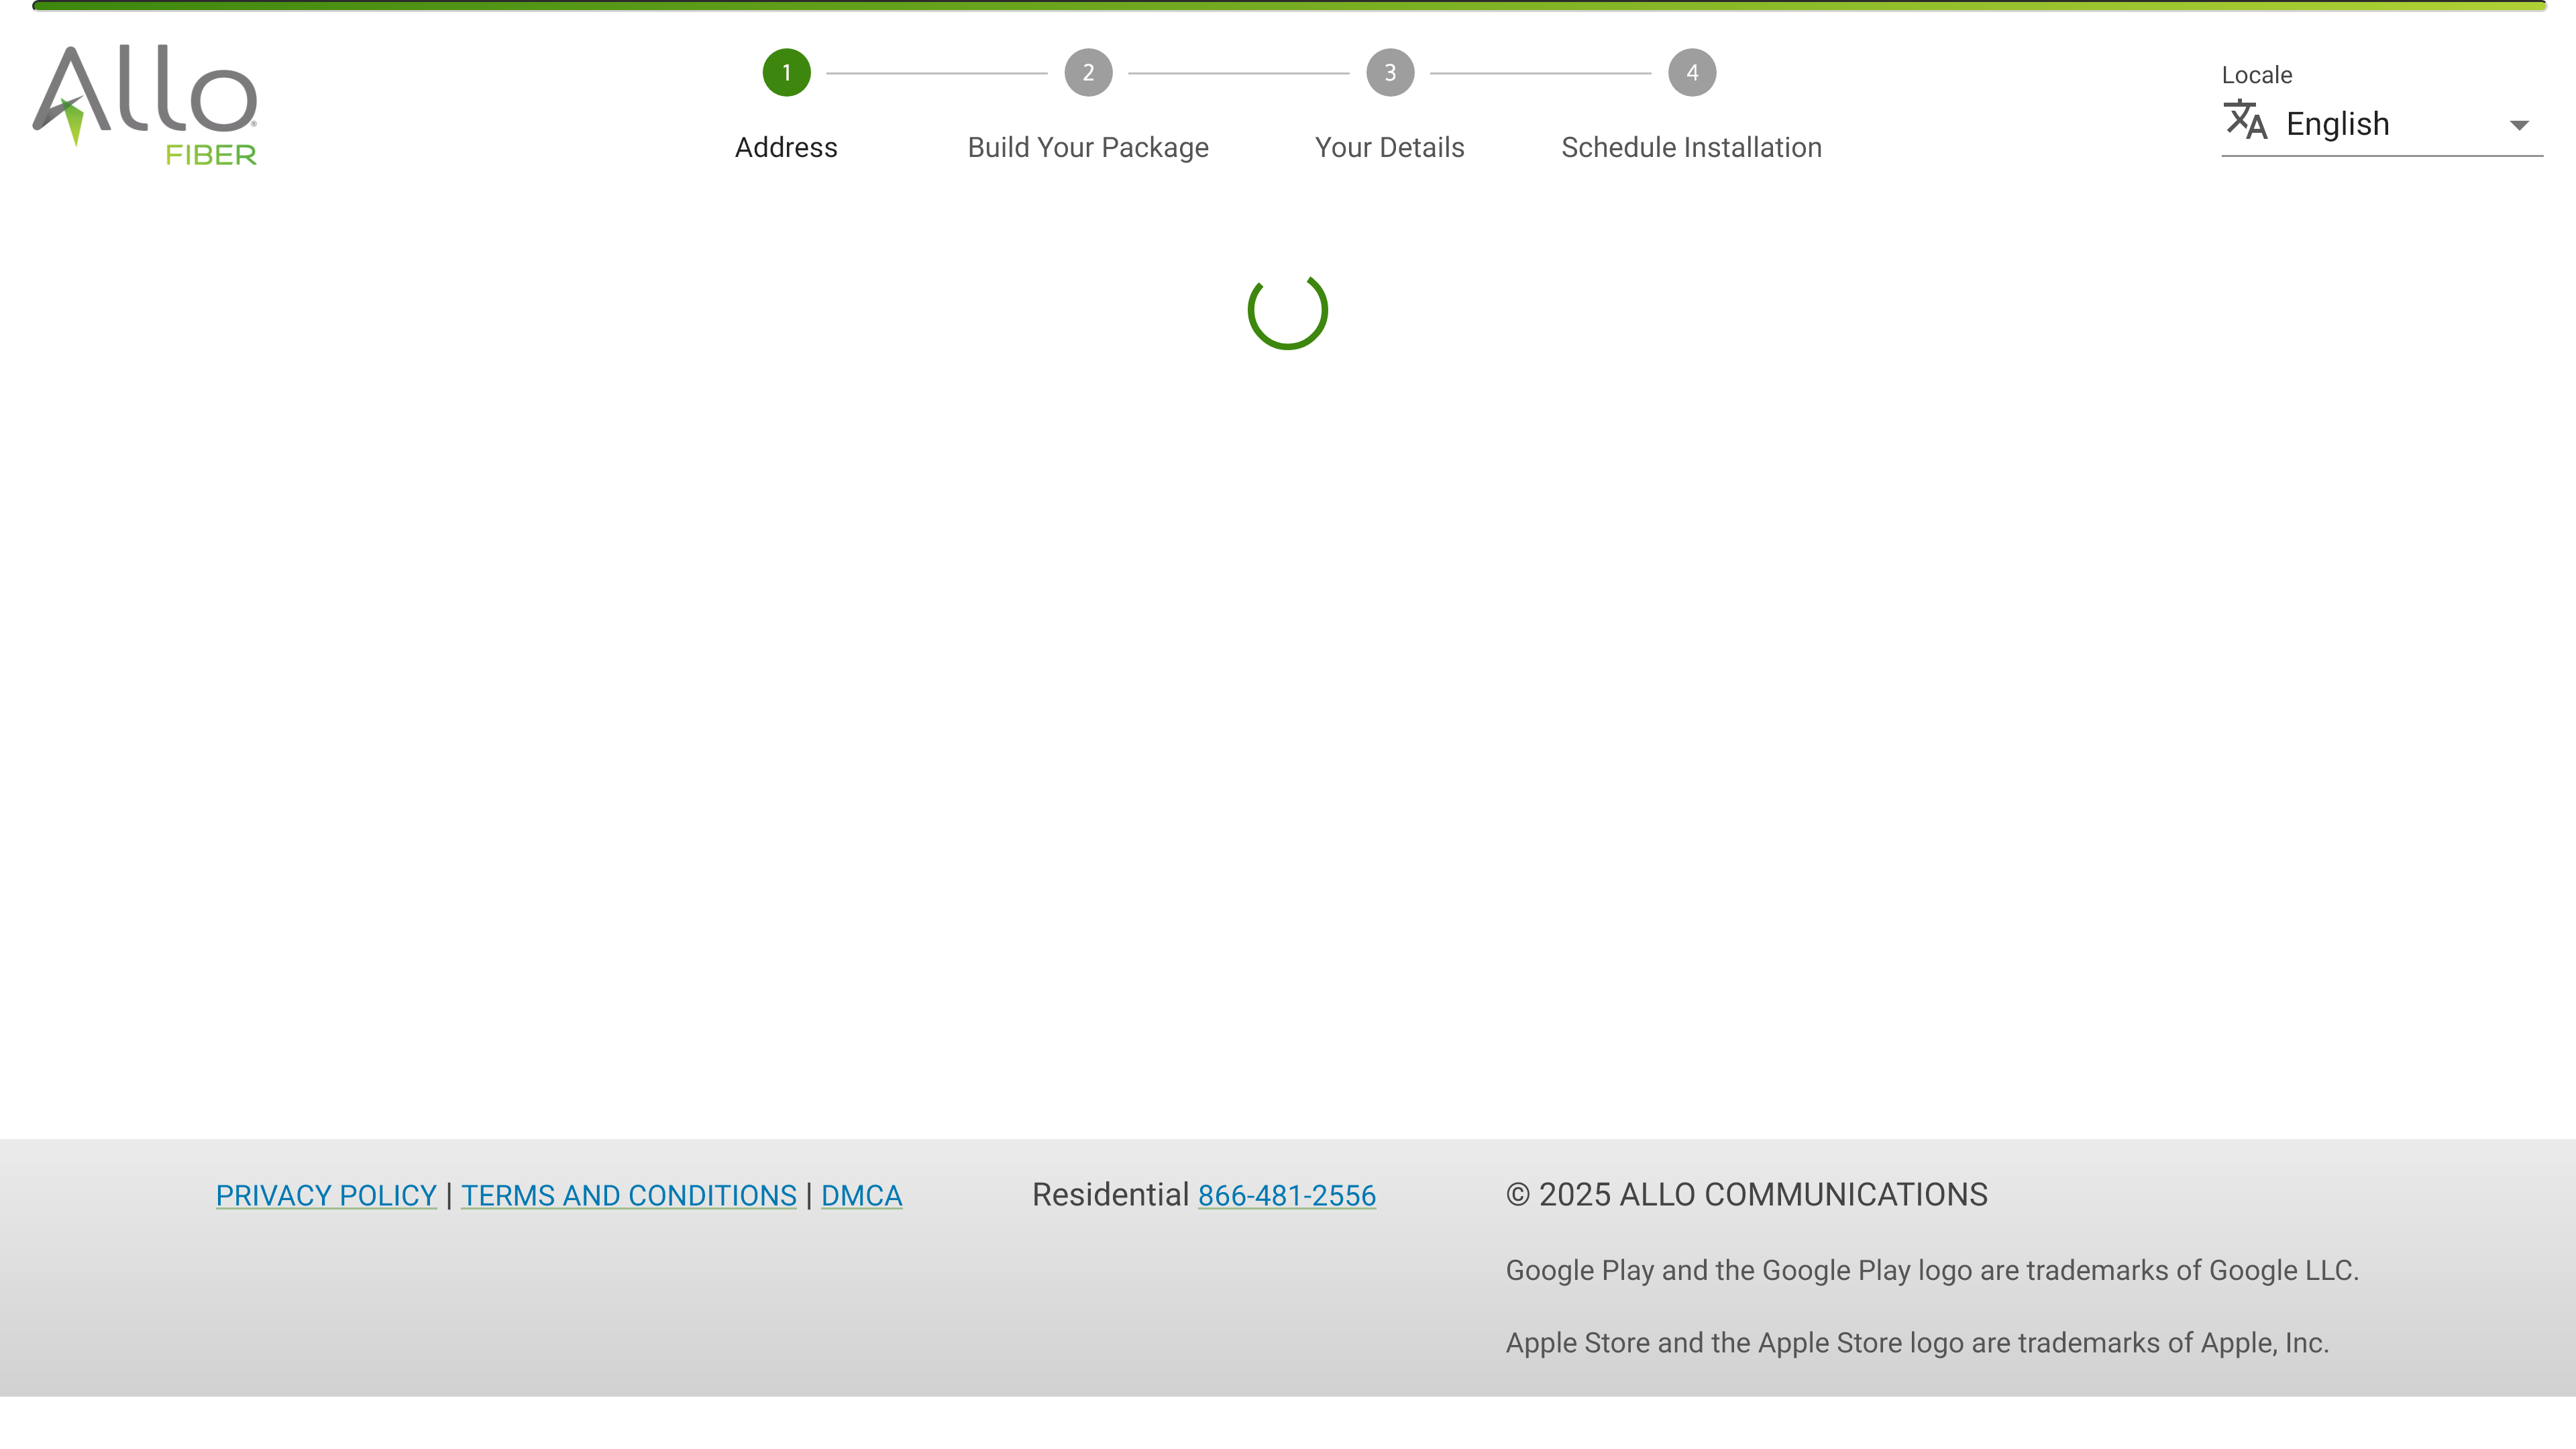 Allo
FIBER
1
2
3
4
Address
Build Your Package
Your Details
Schedule Installation
Locale
English
PRIVACY POLICY | TERMS AND CONDITIONS | DMCA
Residential 866-481-2556
© 2025 ALLO COMMUNICATIONS
Google Play and the Google Play logo are trademarks of Google LLC.
Apple Store and the Apple Store logo are trademarks of Apple, Inc.